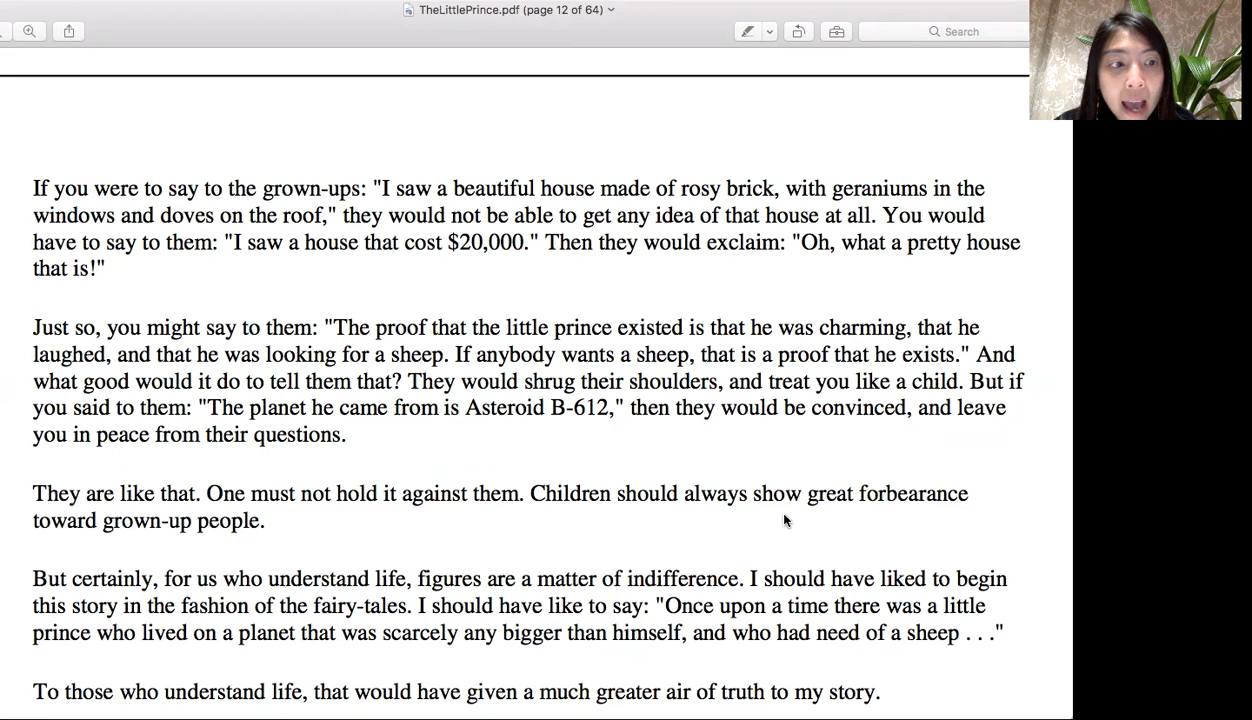 TheLittlePrince.pdf (page 12 of 64)
Search
If you were to say to the grown-ups: "I saw a beautiful house made of rosy brick, with geraniums in the
windows and doves on the roof," they would not be able to get any idea of that house at all. You would
have to say to them: "I saw a house that cost $20,000." Then they would exclaim: "Oh, what a pretty house
that is!"
Just so, you might say to them: "The proof that the little prince existed is that he was charming, that he
laughed, and that he was looking for a sheep. If anybody wants a sheep, that is a proof that he exists." And
what good would it do to tell them that? They would shrug their shoulders, and treat you like a child. But if
you said to them: "The planet he came from is Asteroid B-612," then they would be convinced, and leave
you in peace from their questions.
They are like that. One must not hold it against them. Children should always show great forbearance
toward grown-up people.
But certainly, for us who understand life, figures are a matter of indifference. I should have liked to begin
this story in the fashion of the fairy-tales. I should have like to say: "Once upon a time there was a little
prince who lived on a planet that was scarcely any bigger than himself, and who had need of a sheep . . ."
To those who understand life, that would have given a much greater air of truth to my story.